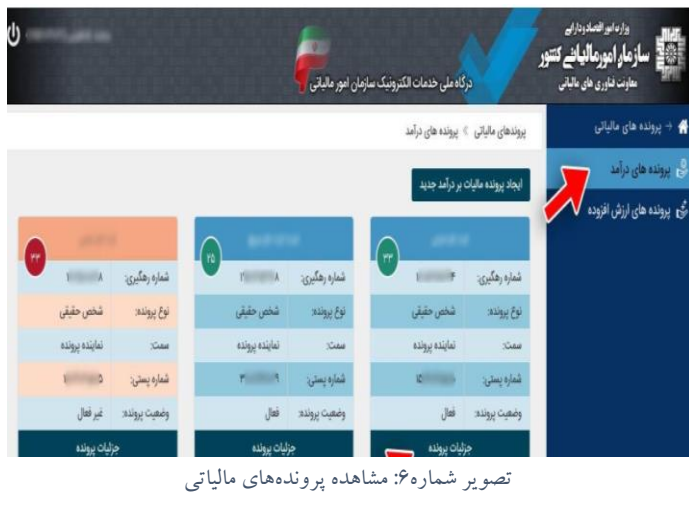 وزارت امور اقتصاد و دارایی
سازمان امور مالیاتی کشور
معاونت فناوری های مالیاتی
درگاه ملی خدمات الکترونیک سازمان امور مالیاتی
پرونده های مالیاتی
پرونده های درآمد
پرونده های ارزش افزوده
پروندهای مالیاتی » پرونده های درآمد
ایجاد پرونده مالیات بر درآمد جدید
۳۳
شماره رهگیری:
نوع پرونده: شخص حقیقی
سمت: نماینده پرونده
شماره پستی:
وضعیت پرونده: فعال
جزئیات پرونده
۲۵
شماره رهگیری:
نوع پرونده: شخص حقیقی
سمت: نماینده پرونده
شماره پستی:
وضعیت پرونده: فعال
جزئیات پرونده
۳۳
شماره رهگیری:
نوع پرونده: شخص حقیقی
سمت: نماینده پرونده
شماره پستی:
وضعیت پرونده: غیر فعال
جزئیات پرونده
تصویر شماره۶: مشاهده پرونده‌های مالیاتی